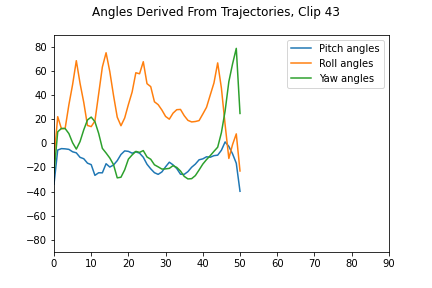 Angles Derived From Trajectories, Clip 43
Pitch angles
Roll angles
Yaw angles
80
60
40
20
0
−20
−40
−60
−80
0 10 20 30 40 50 60 70 80 90